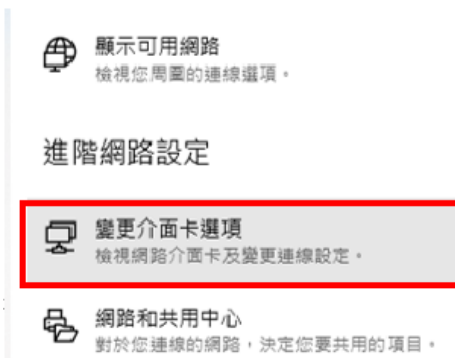 顯示可用網路
檢視您周圍的連線選項。
進階網路設定
變更介面卡選項
檢視網路介面卡及變更連線設定。
網路和共用中心
對於您連線的網路，決定您要共用的項目。